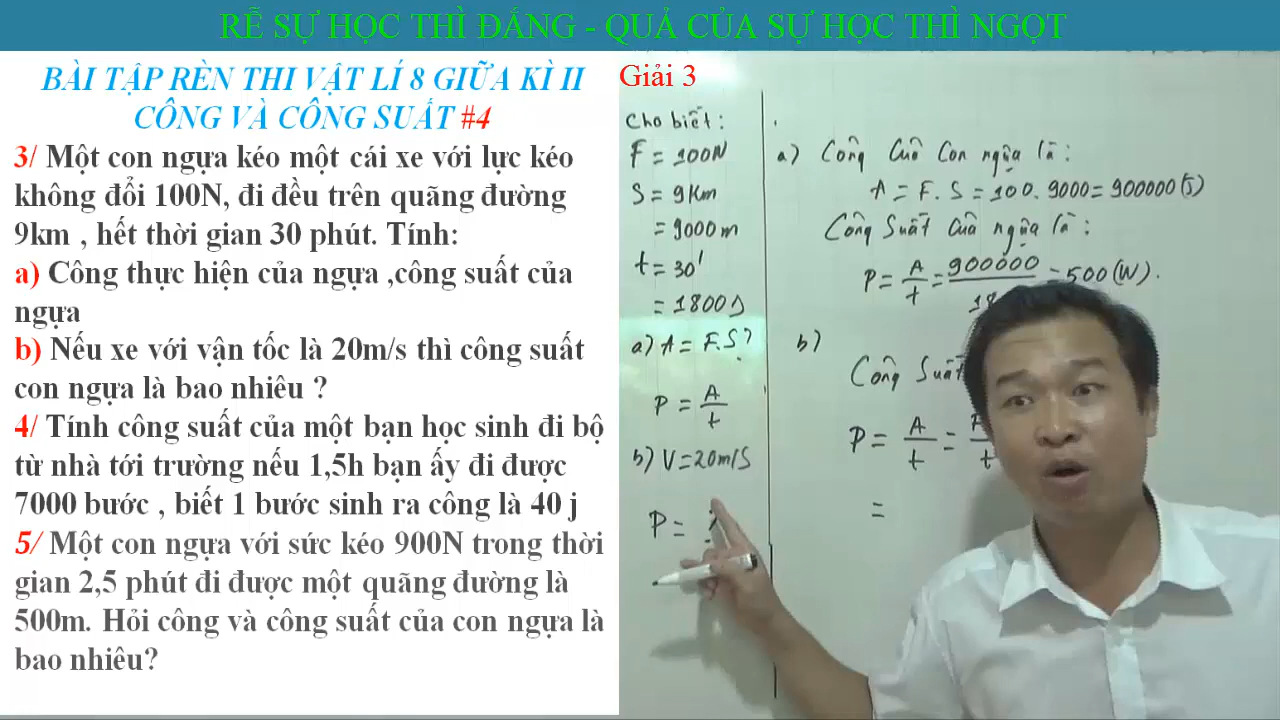 RỄ SỰ HỌC THÌ ĐẮNG - QUẢ CỦA SỰ HỌC THÌ NGỌT
BÀI TẬP RÈN THI VẬT LÍ 8 GIỮA KÌ II
CÔNG VÀ CÔNG SUẤT #4
3/ Một con ngựa kéo một cái xe với lực kéo
không đổi 100N, đi đều trên quãng đường
9km , hết thời gian 30 phút. Tính:
a) Công thực hiện của ngựa ,công suất của
ngựa
b) Nếu xe với vận tốc là 20m/s thì công suất
con ngựa là bao nhiêu ?
4/ Tính công suất của một bạn học sinh đi bộ
từ nhà tới trường nếu 1,5h bạn ấy đi được
7000 bước , biết 1 bước sinh ra công là 40 j
5/ Một con ngựa với sức kéo 900N trong thời
gian 2,5 phút đi được một quãng đường là
500m. Hỏi công và công suất của con ngựa là
bao nhiêu?
Giải 3
Cho biết:
F = 100N
S = 9Km
= 9000m
t = 30'
= 1800s
a) A = F.S?
P = A/t
b) V = 20m/s
P = ?
a) Công Của Con ngựa là:
A = F.S = 100.9000 = 900000(J)
Công Suất Của ngựa là:
P = A/t = 900000/18 = 500(W).
b)
Công Suất
P = A/t = F/t
=